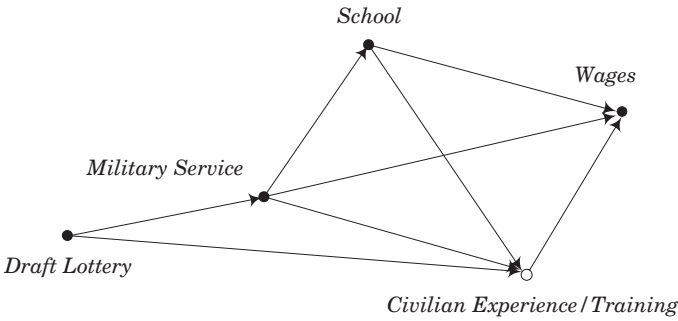 School
Wages
Military Service
Draft Lottery
Civilian Experience/Training